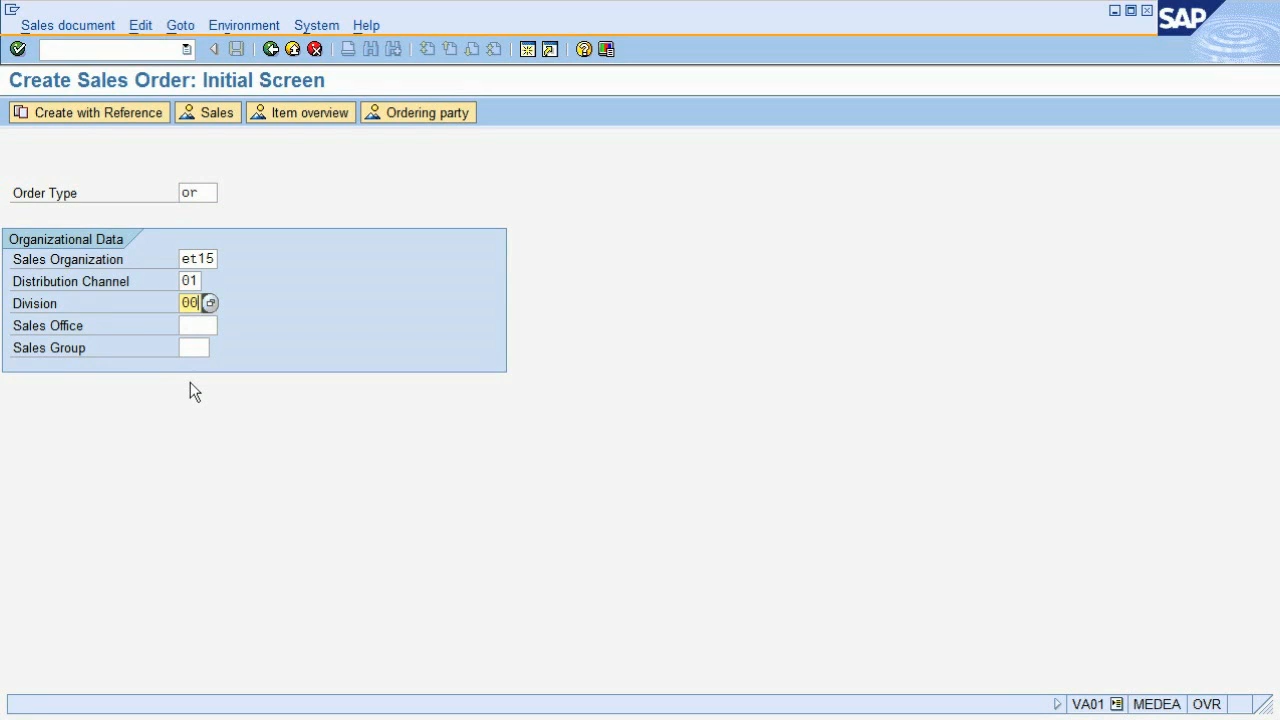 Sales document Edit Goto Environment System Help
SAP
Create Sales Order: Initial Screen
Create with Reference Sales Item overview Ordering party
Order Type or
Organizational Data
Sales Organization et15
Distribution Channel 01
Division 00
Sales Office
Sales Group
VA01 MEDEA OVR